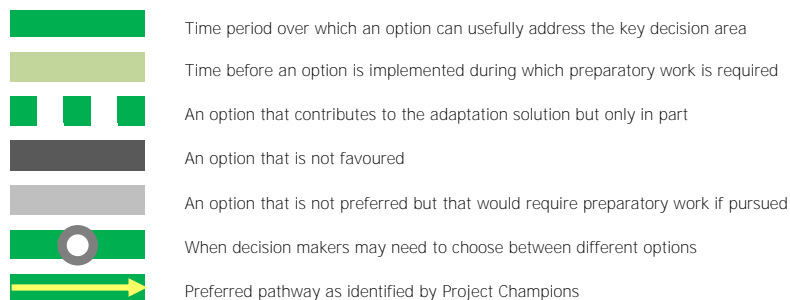 Time period over which an option can usefully address the key decision area
Time before an option is implemented during which preparatory work is required
An option that contributes to the adaptation solution but only in part
An option that is not favoured
An option that is not preferred but that would require preparatory work if pursued
When decision makers may need to choose between different options
Preferred pathway as identified by Project Champions